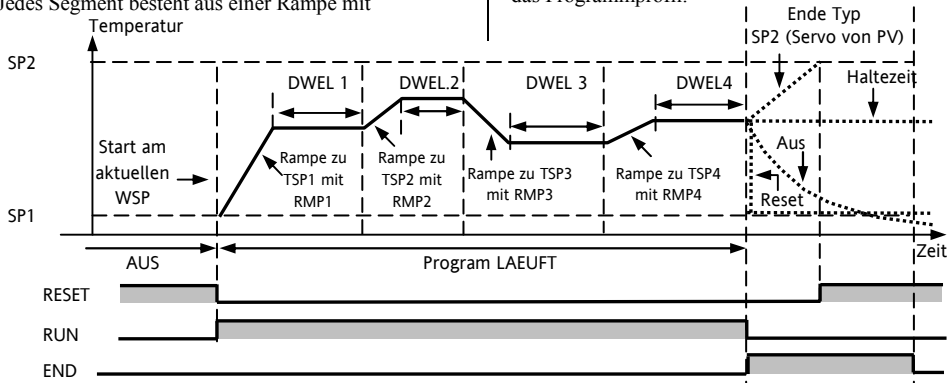 Jedes Segment besteht aus einer Rampe mit
das Programmprofil.
Temperatur
Ende Typ
SP2 (Servo von PV)
SP2
DWEL 1
DWEL.2
DWEL 3
DWEL4
Haltezeit
Start am
aktuellen
WSP
Rampe zu
TSP1 mit
RMP1
Rampe zu
TSP2 mit
RMP2
Rampe zu TSP3
mit RMP3
Rampe zu TSP4
mit RMP4
Aus
Reset
SP1
Zeit
AUS
Program LAEUFT
RESET
RUN
END